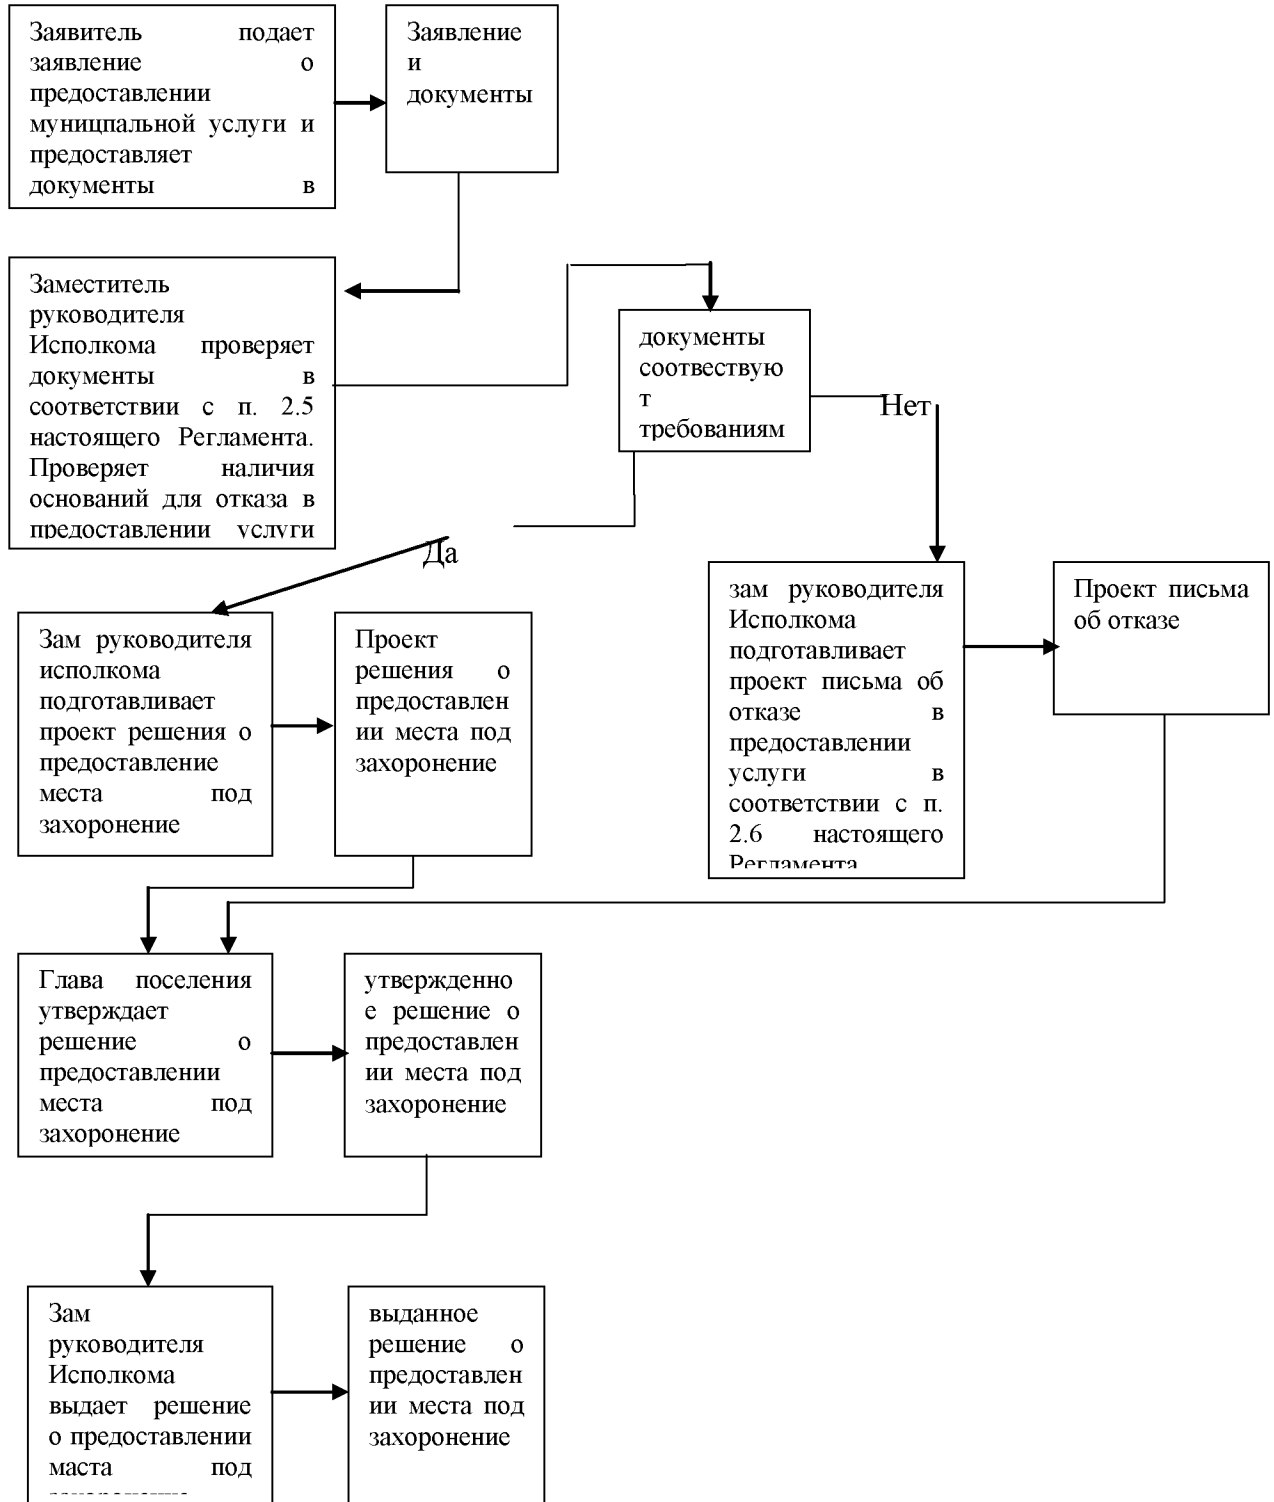 Заявитель подает
заявление о
предоставлении
муницпальной услуги и
предоставляет
документы в
Заявление
и
документы
Заместитель
руководителя
Исполкома проверяет
документы в
соответствии с п. 2.5
настоящего Регламента.
Проверяет наличия
оснований для отказа в
предоставлении услуги
документы
соотвествую
т
требованиям
Нет
Да
Зам руководителя
исполкома
подготавливает
проект решения о
предоставление
места под
захоронение
Проект
решения о
предоставлен
ии места под
захоронение
зам руководителя
Исполкома
подготавливает
проект письма об
отказе в
предоставлении
услуги в
соответствии с п.
2.6 настоящего
Регламента
Проект письма
об отказе
Глава поселения
утверждает
решение о
предоставлении
места под
захоронение
утвержденно
е решение о
предоставлен
ии места под
захоронение
Зам
руководителя
Исполкома
выдает решение
о предоставлении
маста под
выданное
решение о
предоставлен
ии места под
захоронение